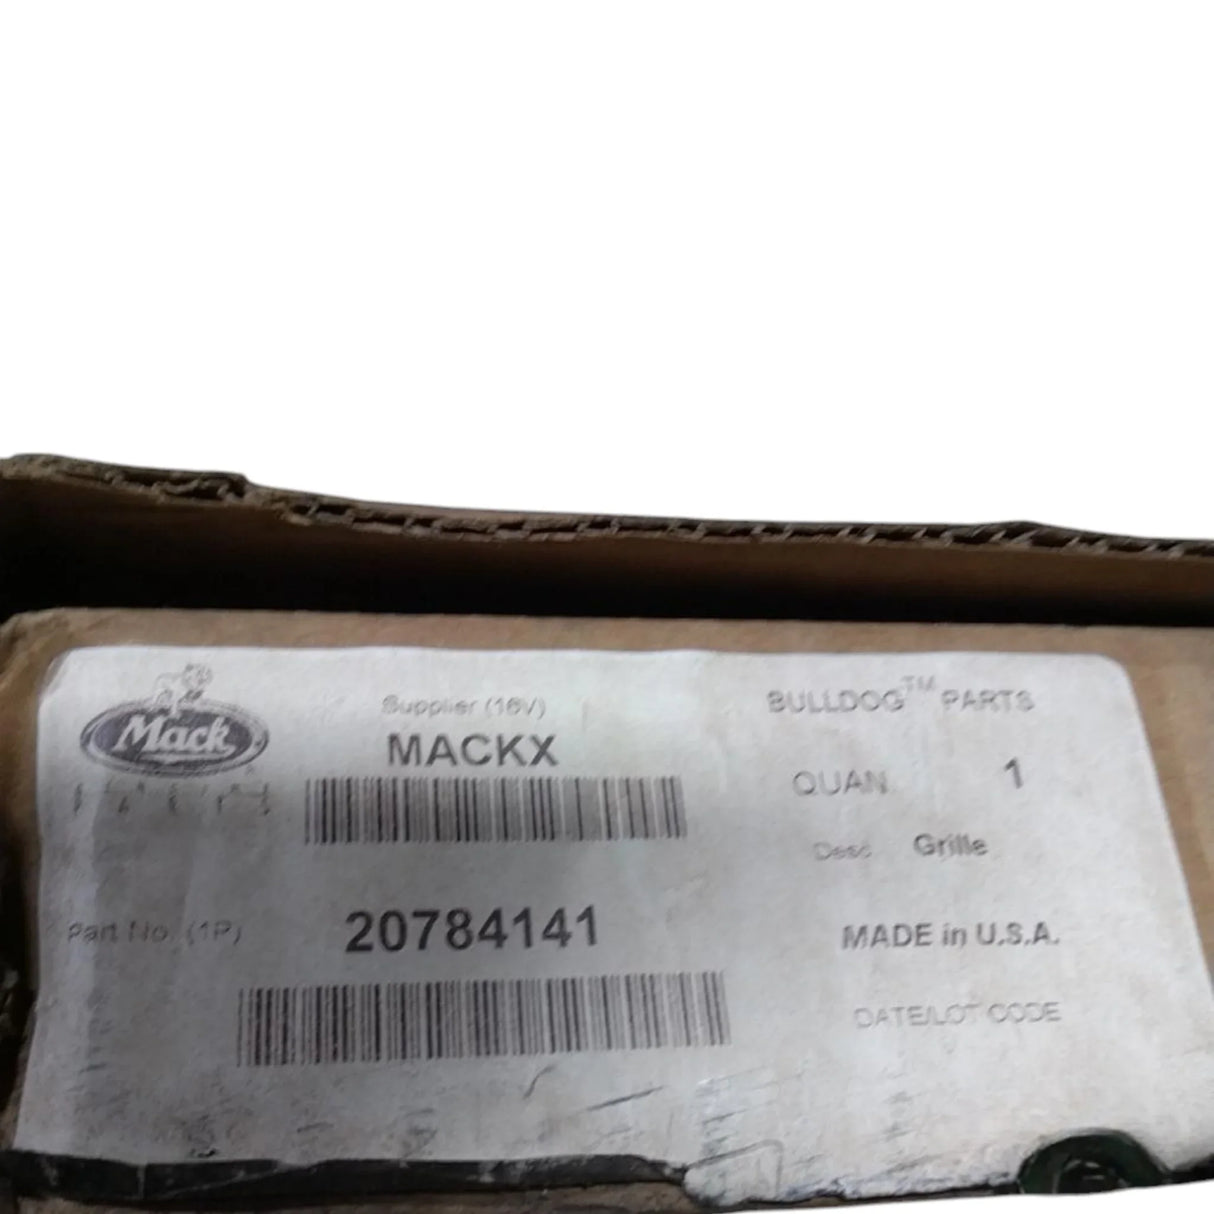 Mack
Supplier (16V)
MACKX
Part No. (1P)
20784141
BULLDOG™ PARTS
QUAN. 1
Desc Grille
MADE in U.S.A.
DATE/LOT CODE